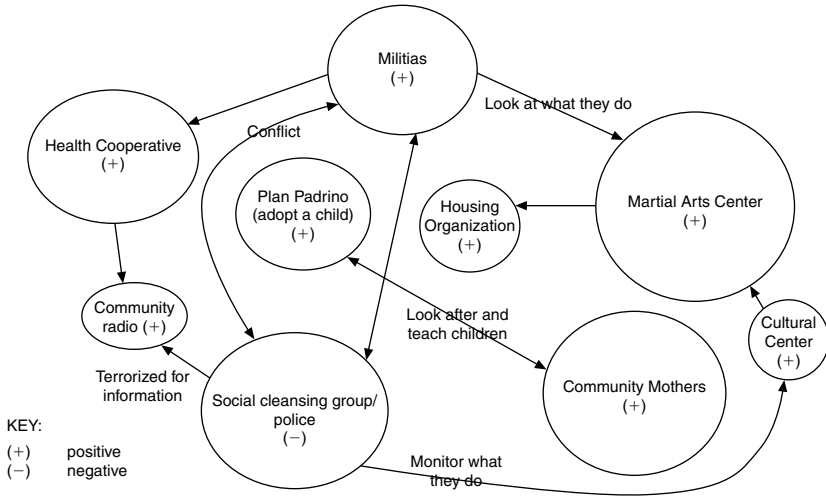 Militias
(+)
Look at what they do
Health Cooperative
(+)
Conflict
Plan Padrino
(adopt a child)
(+)
Housing
Organization
(+)
Martial Arts Center
(+)
Community
radio (+)
Look after and
teach children
Cultural
Center
(+)
Terrorized for
information
Social cleansing group/
police
(−)
Community Mothers
(+)
Monitor what
they do
KEY:
(+) positive
(−) negative